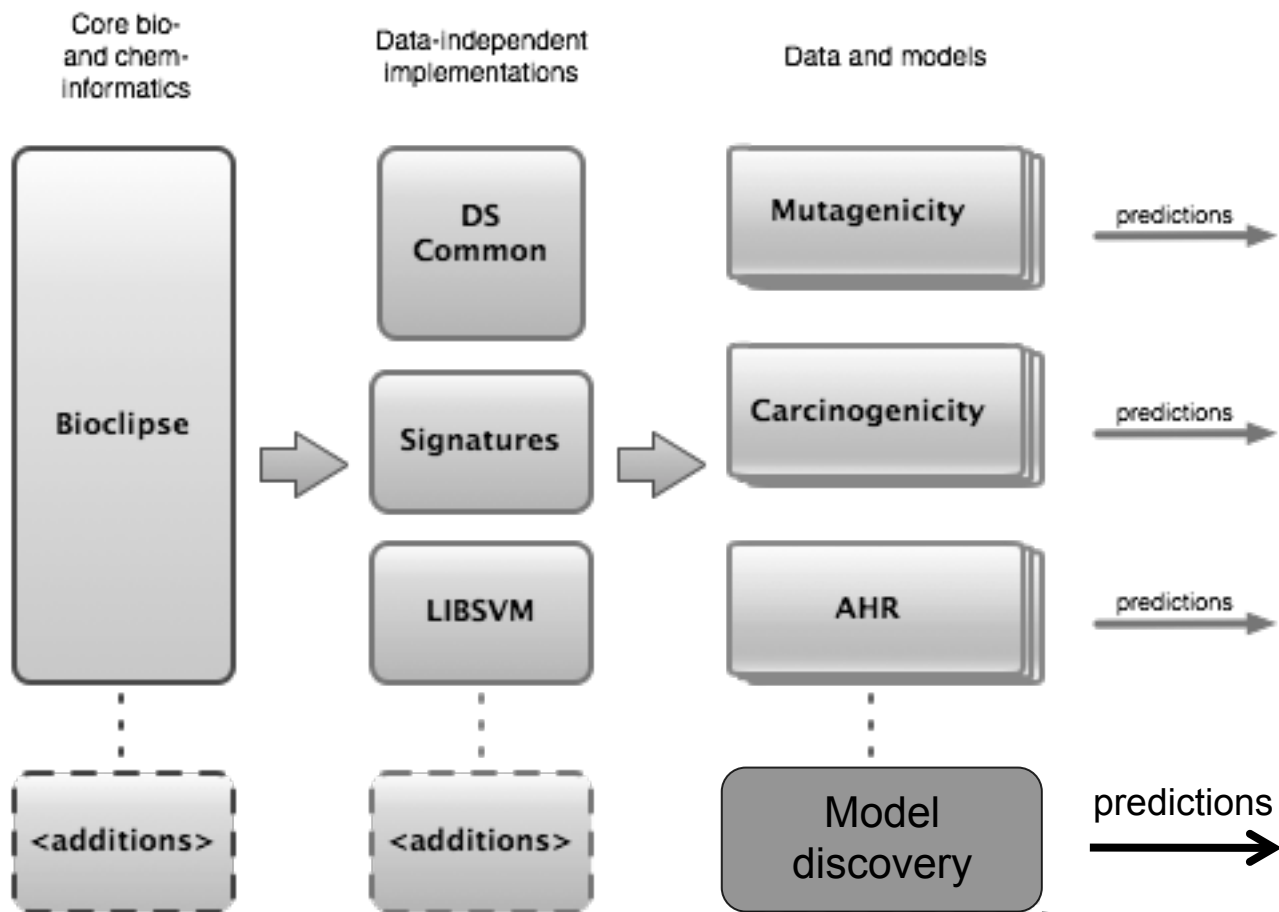 Core bio-
and chem-
informatics
Data-independent
implementations
Data and models
Bioclipse
DS
Common
Signatures
LIBSVM
Mutagenicity
predictions
Carcinogenicity
predictions
AHR
predictions
<additions>
<additions>
Model
discovery
predictions